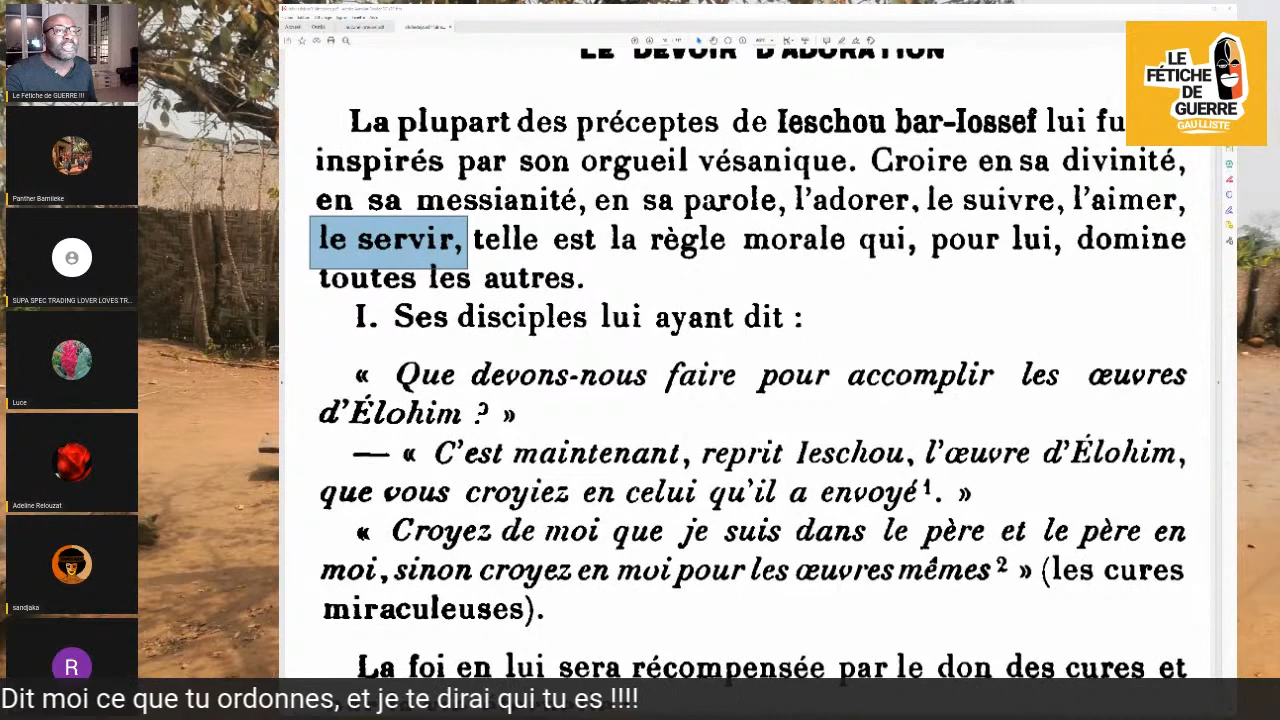 Accueil
Outils
LE DEVOIR D'ADORATION
La plupart des préceptes de Ieschou bar-Iossef lui fu
inspirés par son orgueil vésanique. Croire en sa divinité,
en sa messianité, en sa parole, l'adorer, le suivre, l'aimer,
le servir, telle est la règle morale qui, pour lui, domine
toutes les autres.
I. Ses disciples lui ayant dit :
« Que devons-nous faire pour accomplir les œuvres
d'Élohim ? »
— « C'est maintenant, reprit Ieschou, l'œuvre d'Élohim,
que vous croyiez en celui qu'il a envoyé¹. »
« Croyez de moi que je suis dans le père et le père en
moi, sinon croyez en moi pour les œuvres mêmes² » (les cures
miraculeuses).
La foi en lui sera récompensée par le don des cures et
LE
FÉTICHE
DE
GUERRE
GAULLISTE
Le Fétiche de GUERRE !!!
Panther Bamileke
SUPA SPEC TRADING LOVER LOVES TR...
Luce
Adeline Relouzat
sandjaka
R
Dit moi ce que tu ordonnes, et je te dirai qui tu es !!!!